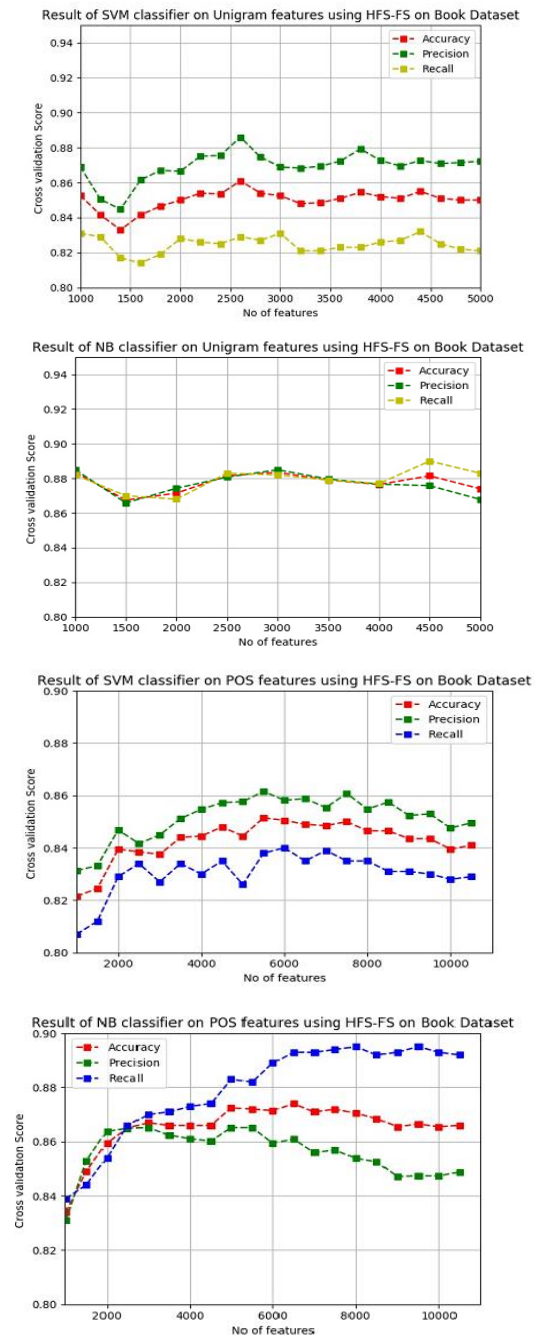 Result of SVM classifier on Unigram features using HFS-FS on Book Dataset
0.94
0.92
0.90
0.88
0.86
0.84
0.82
0.80
Cross validation Score
Accuracy
Precision
Recall
1000 1500 2000 2500 3000 3500 4000 4500 5000
No of features
Result of NB classifier on Unigram features using HFS-FS on Book Dataset
0.94
0.92
0.90
0.88
0.86
0.84
0.82
0.80
Cross validation Score
Accuracy
Precision
Recall
1000 1500 2000 2500 3000 3500 4000 4500 5000
No of features
Result of SVM classifier on POS features using HFS-FS on Book Dataset
0.90
0.88
0.86
0.84
0.82
0.80
Cross validation Score
Accuracy
Precision
Recall
2000 4000 6000 8000 10000
No of features
Result of NB classifier on POS features using HFS-FS on Book Dataset
0.90
0.88
0.86
0.84
0.82
0.80
Cross validation Score
Accuracy
Precision
Recall
2000 4000 6000 8000 10000
No of features